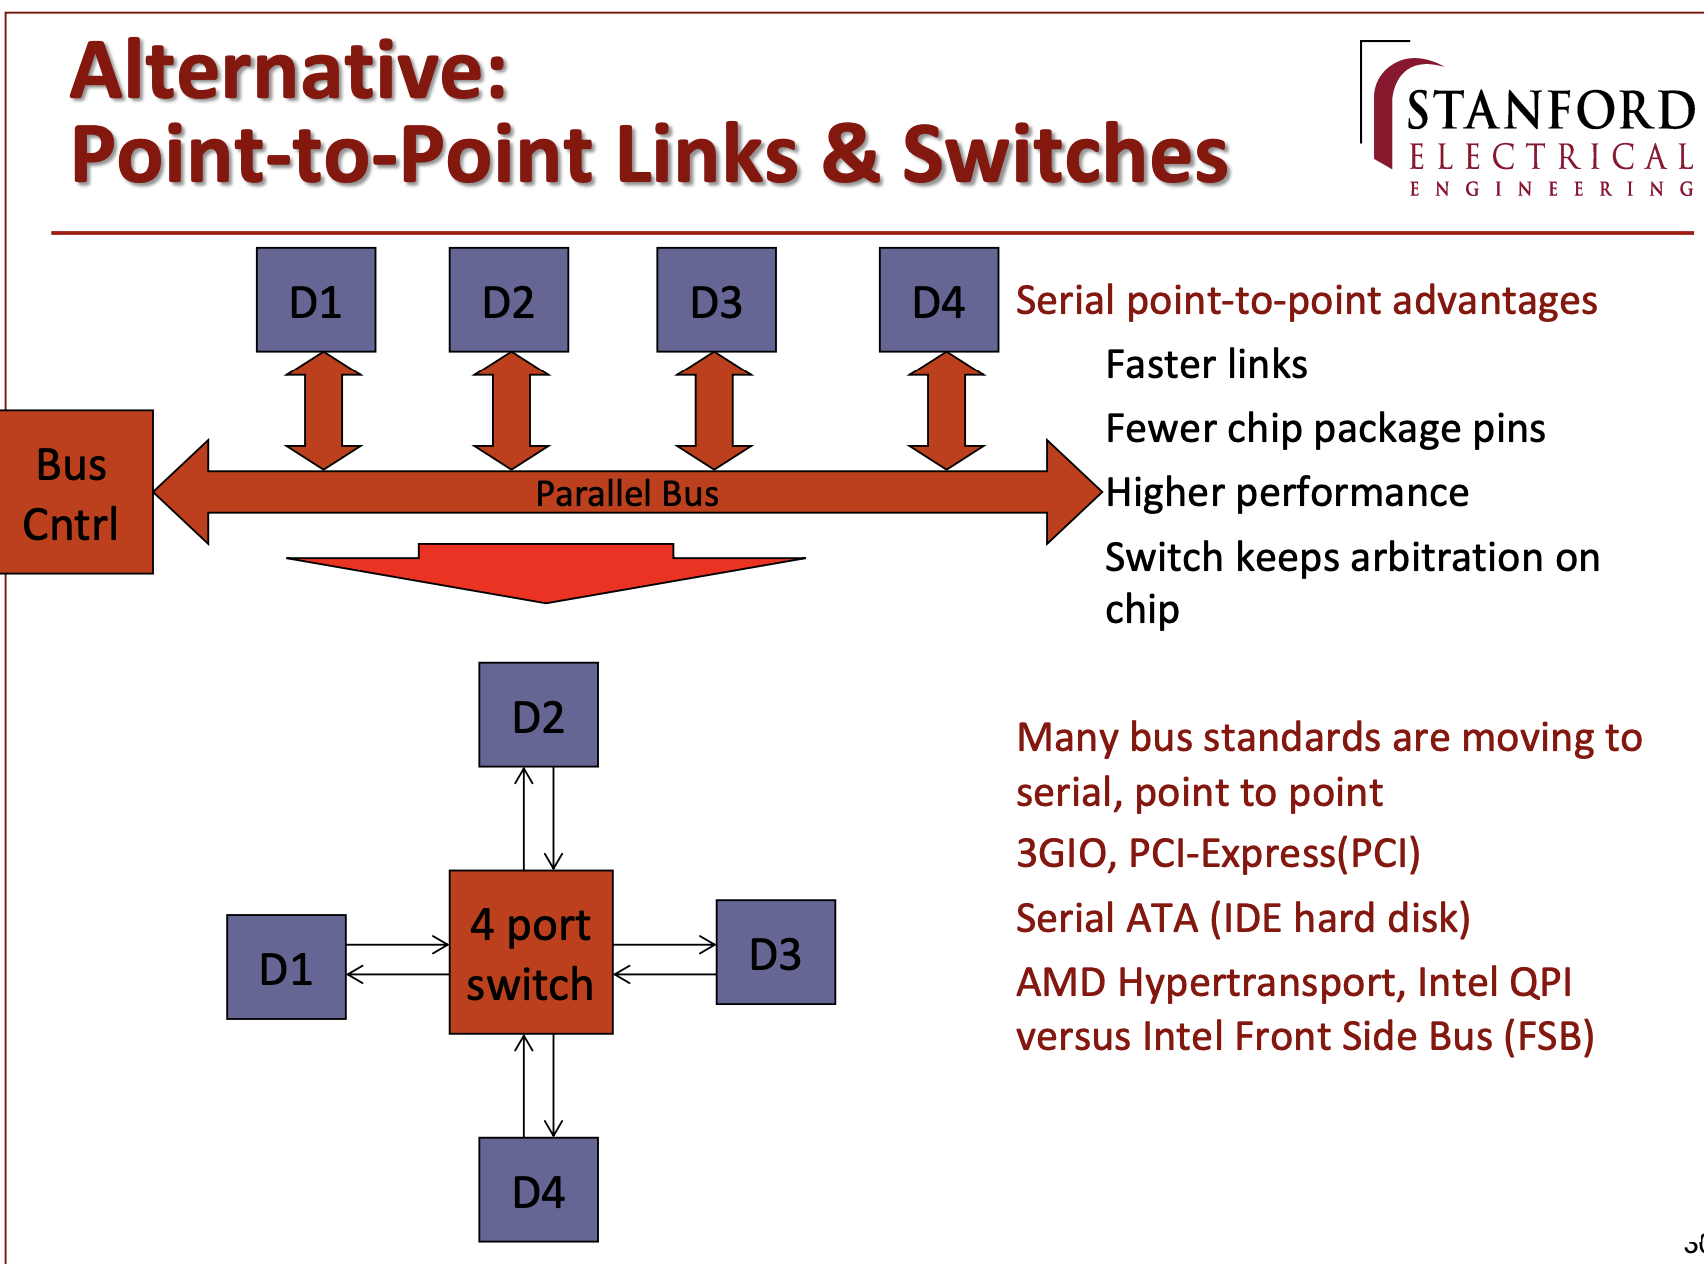 Alternative:
Point-to-Point Links & Switches
STANFORD
ELECTRICAL
ENGINEERING
D1
D2
D3
D4
Bus
Cntrl
Parallel Bus
Serial point-to-point advantages
Faster links
Fewer chip package pins
Higher performance
Switch keeps arbitration on
chip
D2
D1
4 port
switch
D3
D4
Many bus standards are moving to
serial, point to point
3GIO, PCI-Express(PCI)
Serial ATA (IDE hard disk)
AMD Hypertransport, Intel QPI
versus Intel Front Side Bus (FSB)